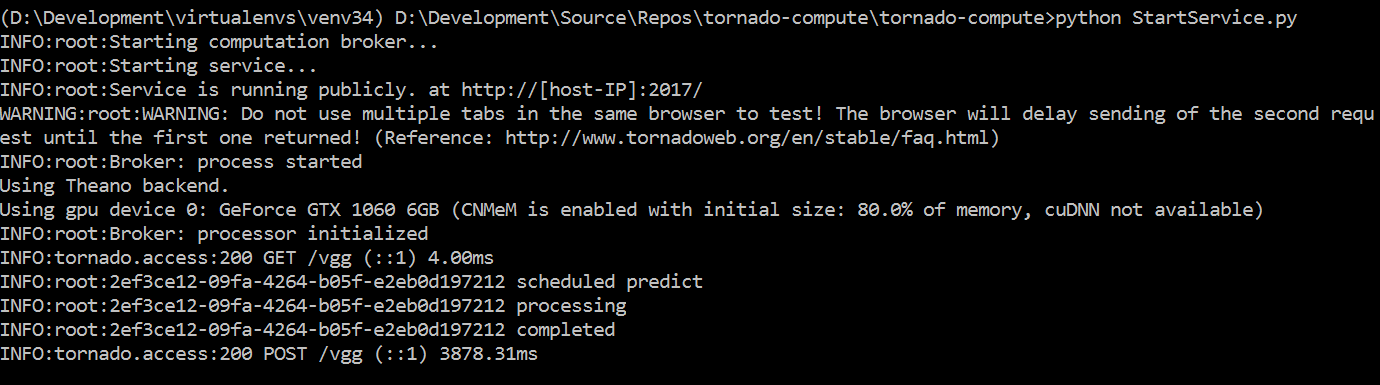 (D:\Development\virtualenvs\venv34) D:\Development\Source\Repos\tornado-compute\tornado-compute>python StartService.py
INFO:root:Starting computation broker...
INFO:root:Starting service...
INFO:root:Service is running publicly. at http://[host-IP]:2017/
WARNING:root:WARNING: Do not use multiple tabs in the same browser to test! The browser will delay sending of the second requ
est until the first one returned! (Reference: http://www.tornadoweb.org/en/stable/faq.html)
INFO:root:Broker: process started
Using Theano backend.
Using gpu device 0: GeForce GTX 1060 6GB (CNMeM is enabled with initial size: 80.0% of memory, cuDNN not available)
INFO:root:Broker: processor initialized
INFO:tornado.access:200 GET /vgg (::1) 4.00ms
INFO:root:2ef3ce12-09fa-4264-b05f-e2eb0d197212 scheduled predict
INFO:root:2ef3ce12-09fa-4264-b05f-e2eb0d197212 processing
INFO:root:2ef3ce12-09fa-4264-b05f-e2eb0d197212 completed
INFO:tornado.access:200 POST /vgg (::1) 3878.31ms